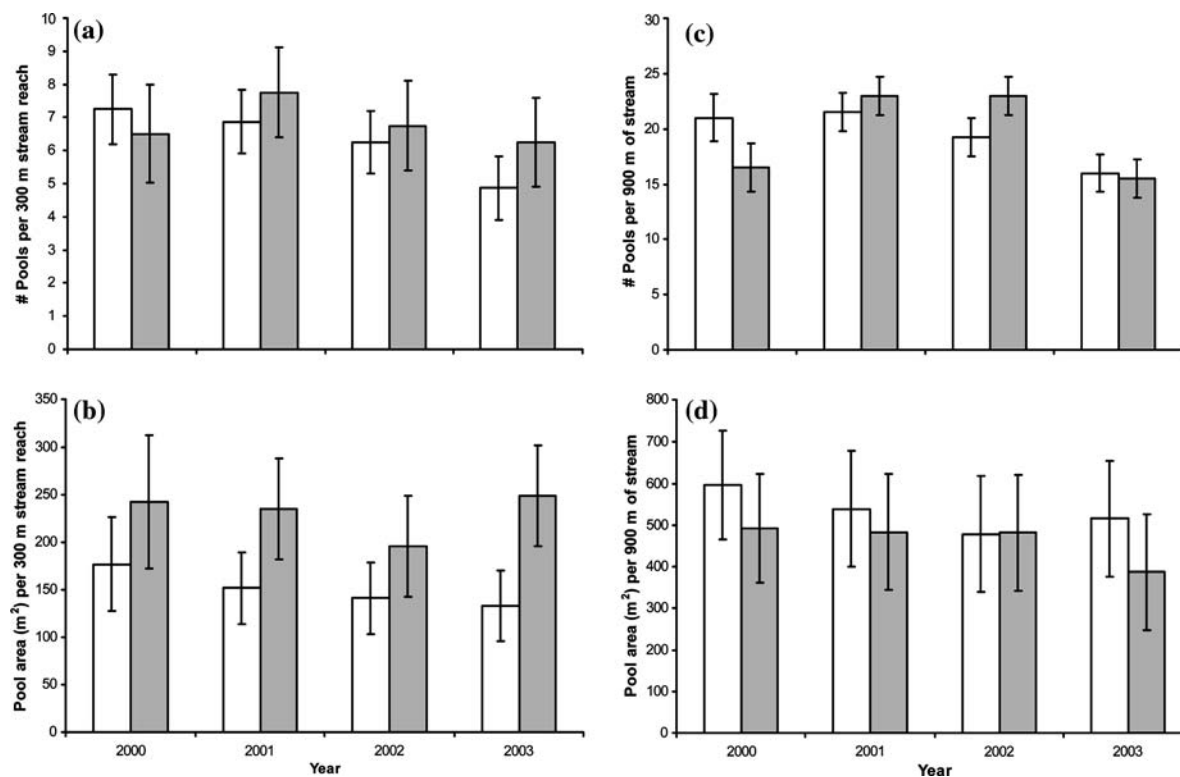 (a)
# Pools per 300 m stream reach
10
9
8
7
6
5
4
3
2
1
0
(c)
# Pools per 900 m of stream
30
25
20
15
10
5
0
(b)
Pool area (m²) per 300 m stream reach
350
300
250
200
150
100
50
0
2000 2001 2002 2003
Year
(d)
Pool area (m²) per 900 m of stream
800
700
600
500
400
300
200
100
0
2000 2001 2002 2003
Year